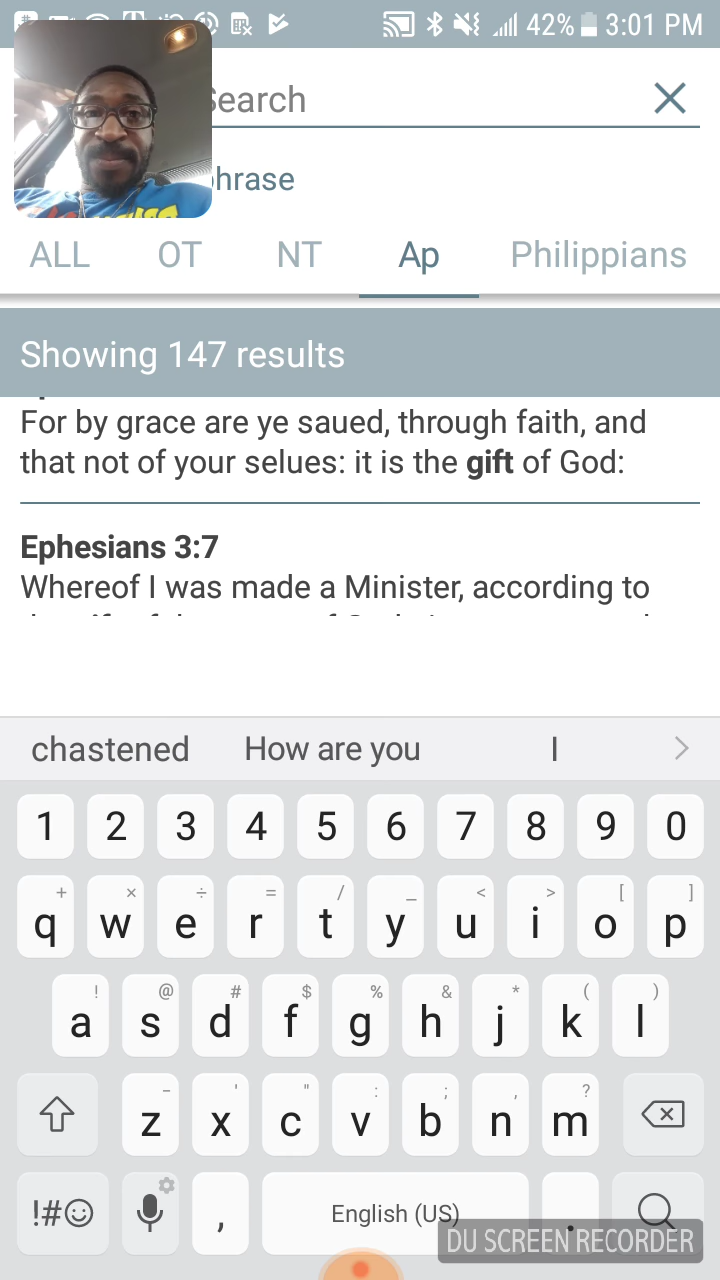 42% 3:01 PM
Search
phrase
ALL OT NT Ap Philippians
Showing 147 results
For by grace are ye saued, through faith, and
that not of your selues: it is the gift of God:
Ephesians 3:7
Whereof I was made a Minister, according to
chastened How are you I
1 2 3 4 5 6 7 8 9 0
+ × ÷ = / _ < > [ ]
q w e r t y u i o p
! @ # $ % & * ( )
a s d f g h j k l
- ' " : ; , ?
z x c v b n m
!#☺ , English (US) .
DU SCREEN RECORDER